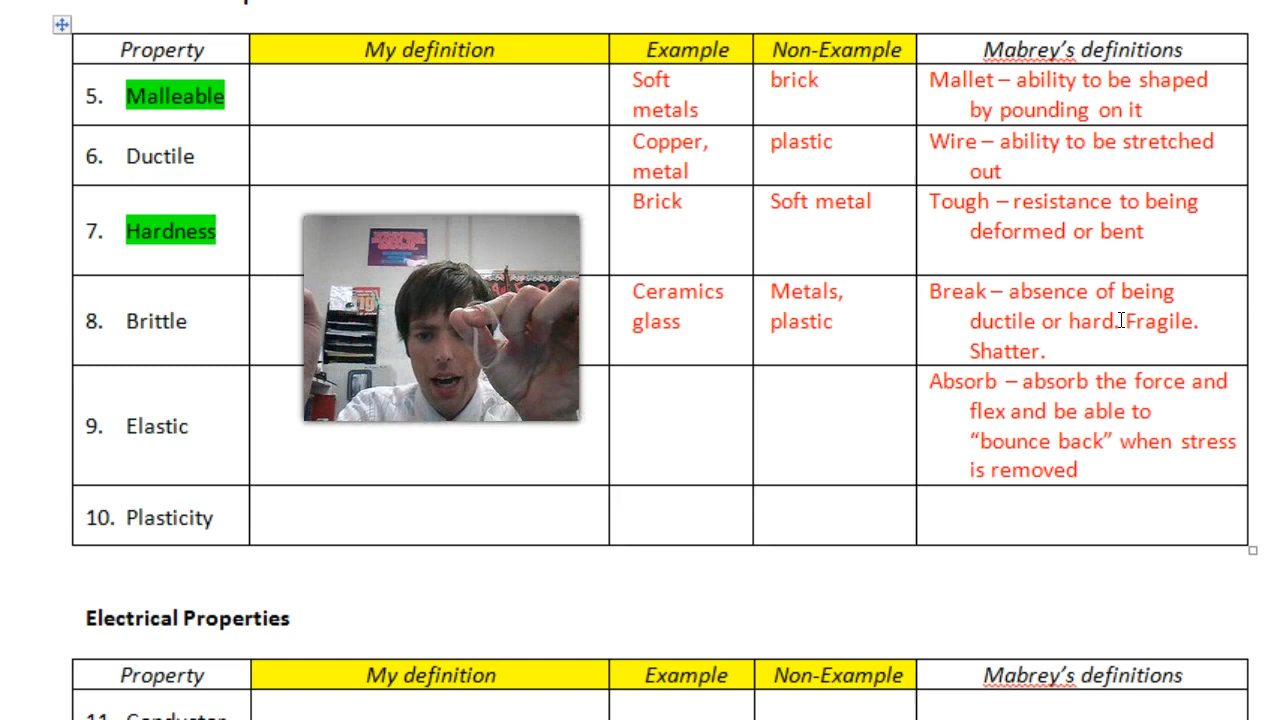 Property My definition Example Non-Example Mabrey's definitions
5. Malleable Soft metals brick Mallet – ability to be shaped by pounding on it
6. Ductile Copper, metal plastic Wire – ability to be stretched out
7. Hardness Brick Soft metal Tough – resistance to being deformed or bent
8. Brittle Ceramics glass Metals, plastic Break – absence of being ductile or hard. Fragile. Shatter.
9. Elastic Absorb – absorb the force and flex and be able to "bounce back" when stress is removed
10. Plasticity
Electrical Properties
Property My definition Example Non-Example Mabrey's definitions
11. Conductor